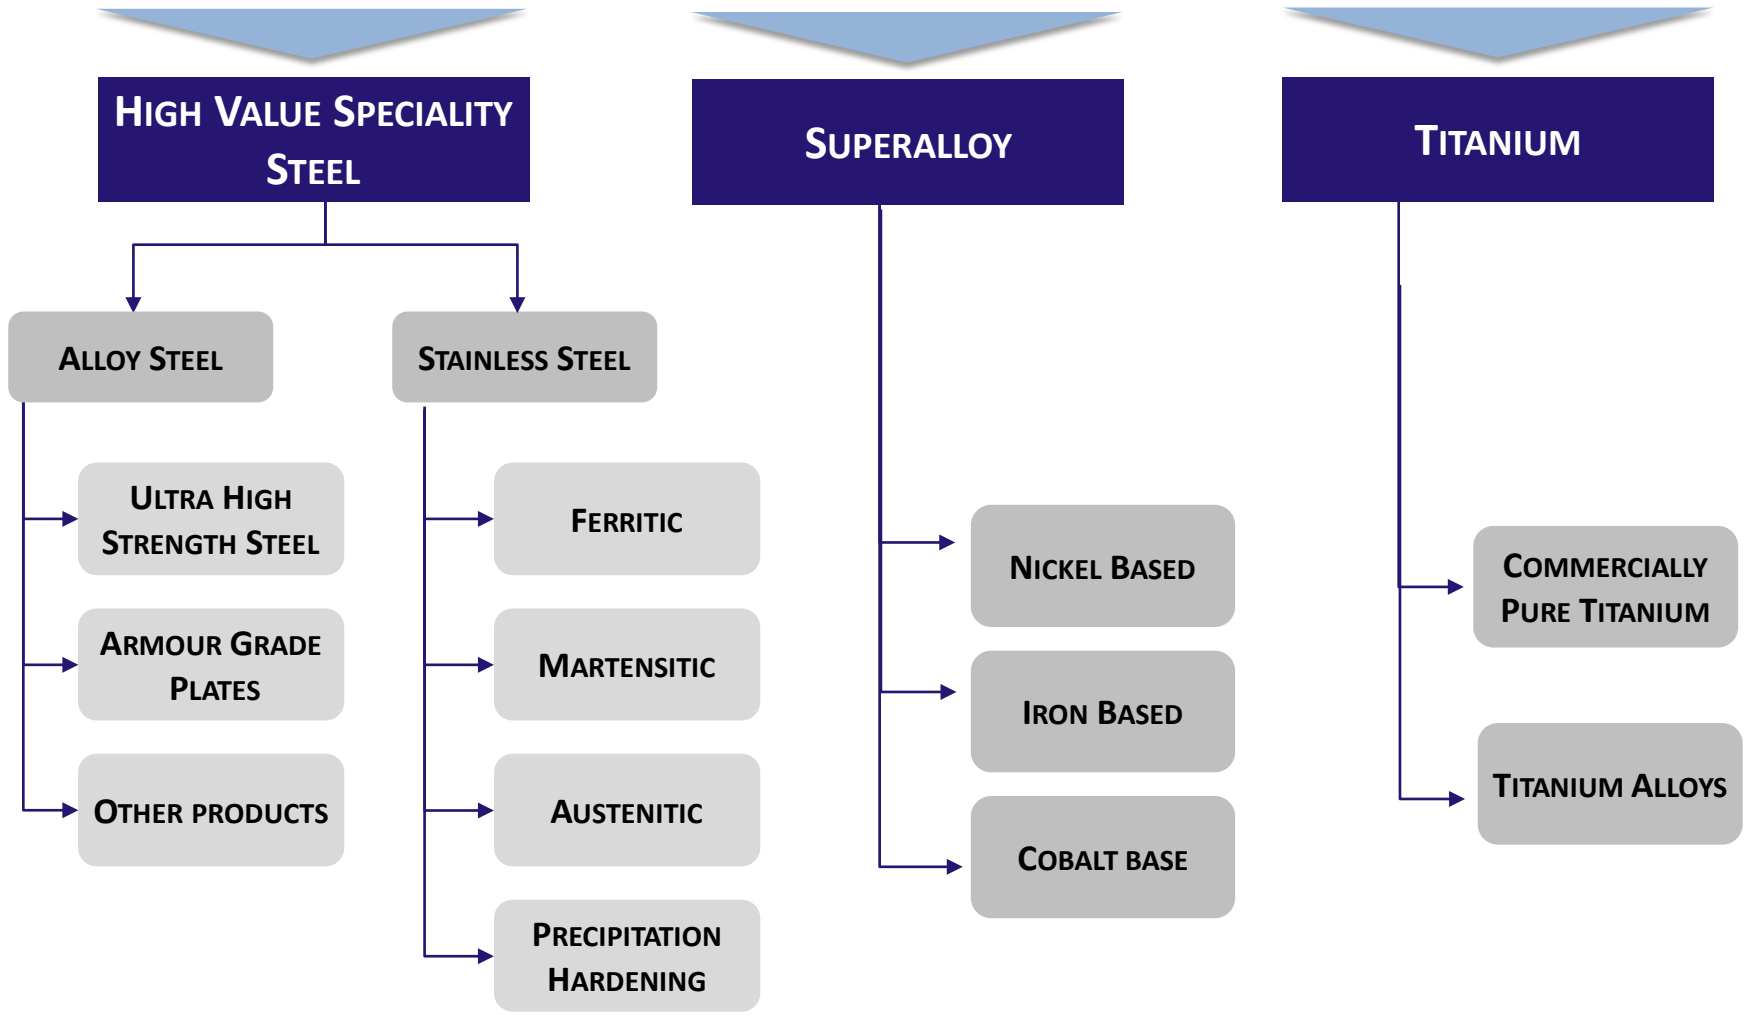 HIGH VALUE SPECIALITY
STEEL
SUPERALLOY
TITANIUM
ALLOY STEEL
STAINLESS STEEL
ULTRA HIGH
STRENGTH STEEL
ARMOUR GRADE
PLATES
OTHER PRODUCTS
FERRITIC
MARTENSITIC
AUSTENITIC
PRECIPITATION
HARDENING
NICKEL BASED
IRON BASED
COBALT BASE
COMMERCIALLY
PURE TITANIUM
TITANIUM ALLOYS